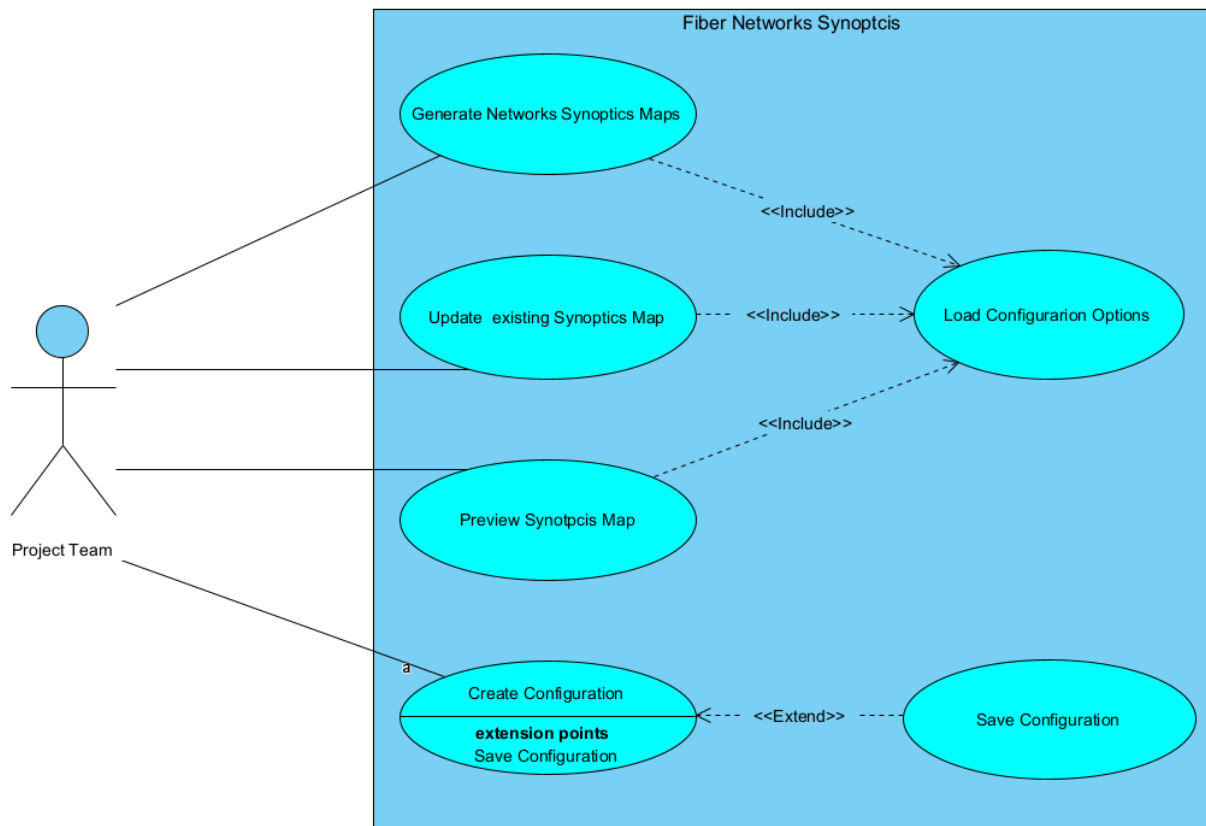 Fiber Networks Synoptcis
Generate Networks Synoptics Maps
<<Include>>
Update existing Synoptics Map
<<Include>>
Load Configurarion Options
<<Include>>
Preview Synotpcis Map
Project Team
a
Create Configuration
extension points
Save Configuration
<<Extend>>
Save Configuration